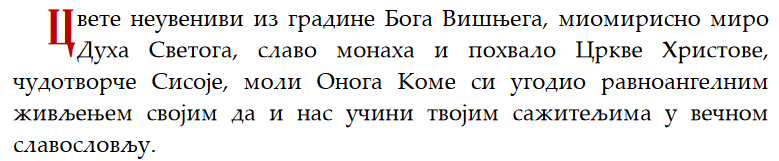 Цвете неувениви из градине Бога Вишњега, миомирисно миро
Духа Светога, славо монаха и похвало Цркве Христове,
чудотворче Сисоје, моли Онога Коме си угодио равноангелним
живљењем својим да и нас учини твојим сажитељима у вечном
славословљу.